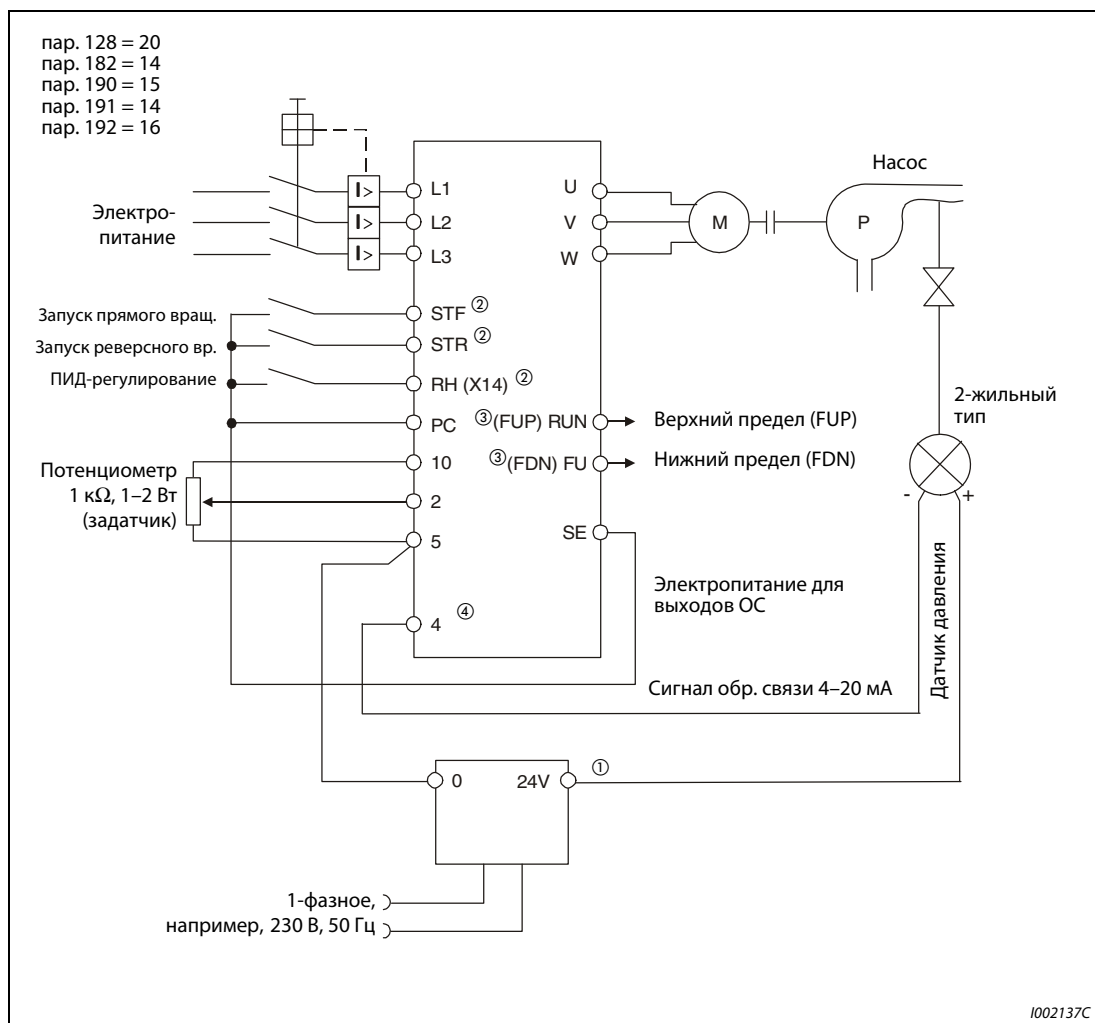 пар. 128 = 20
пар. 182 = 14
пар. 190 = 15
пар. 191 = 14
пар. 192 = 16
Насос
I>
L1
U
Электро-
питание
I>
L2
V
M
P
I>
L3
W
Запуск прямого вращ.
STF ②
Запуск реверсного вр.
STR ②
ПИД-регулирование
RH (X14) ②
2-жильный
тип
PC
③(FUP) RUN
Верхний предел (FUP)
10
③(FDN) FU
Нижний предел (FDN)
Потенциометр
1 кΩ, 1–2 Вт
(задатчик)
2
- +
5
SE
Электропитание для
выходов ОС
Датчик давления
4 ④
Сигнал обр. связи 4–20 мА
0
24V
①
1-фазное,
например, 230 В, 50 Гц
I002137C